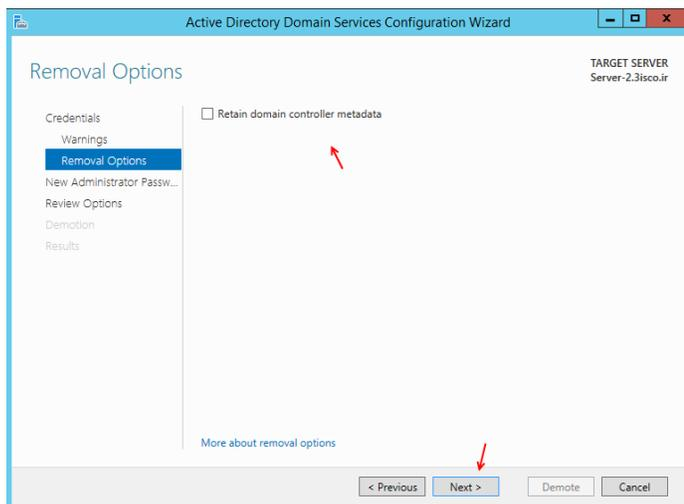 Active Directory Domain Services Configuration Wizard
Removal Options
TARGET SERVER
Server-2.3isco.ir
Credentials
Warnings
Removal Options
New Administrator Passw...
Review Options
Demotion
Results
Retain domain controller metadata
More about removal options
< Previous
Next >
Demote
Cancel